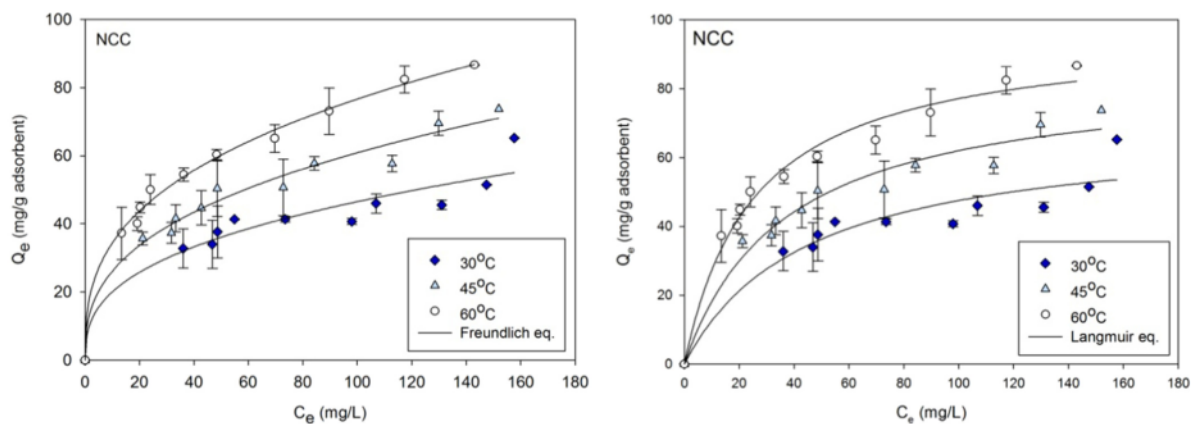 NCC
100
80
60
40
20
0
Qe (mg/g adsorbent)
30°C
45°C
60°C
Freundlich eq.
0 20 40 60 80 100 120 140 160 180
Ce (mg/L)
NCC
100
80
60
40
20
0
Qe (mg/g adsorbent)
30°C
45°C
60°C
Langmuir eq.
0 20 40 60 80 100 120 140 160 180
Ce (mg/L)